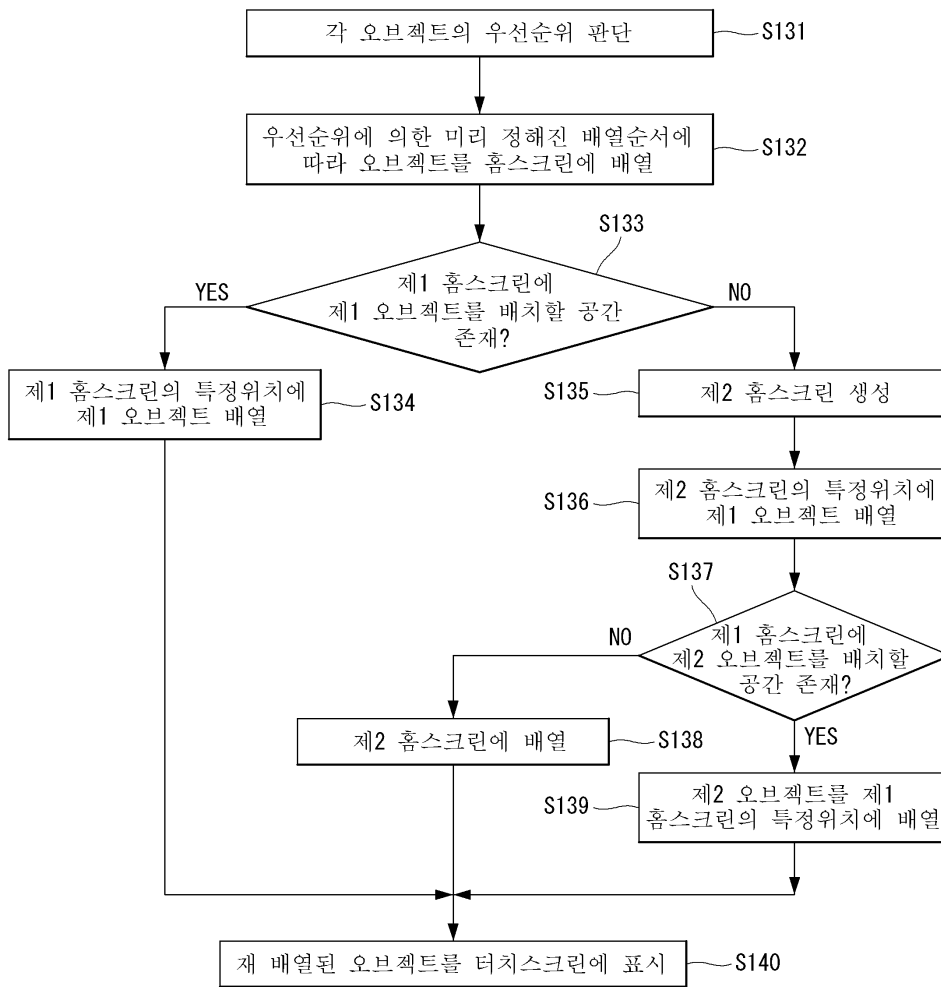 각 오브젝트의 우선순위 판단
S131
우선순위에 의한 미리 정해진 배열순서에
따라 오브젝트를 홈스크린에 배열
S132
S133
제1 홈스크린에
제1 오브젝트를 배치할 공간
존재?
YES
NO
제1 홈스크린의 특정위치에
제1 오브젝트 배열
S134
S135
제2 홈스크린 생성
S136
제2 홈스크린의 특정위치에
제1 오브젝트 배열
S137
제1 홈스크린에
제2 오브젝트를 배치할
공간 존재?
NO
YES
제2 홈스크린에 배열
S138
S139
제2 오브젝트를 제1
홈스크린의 특정위치에 배열
재 배열된 오브젝트를 터치스크린에 표시
S140